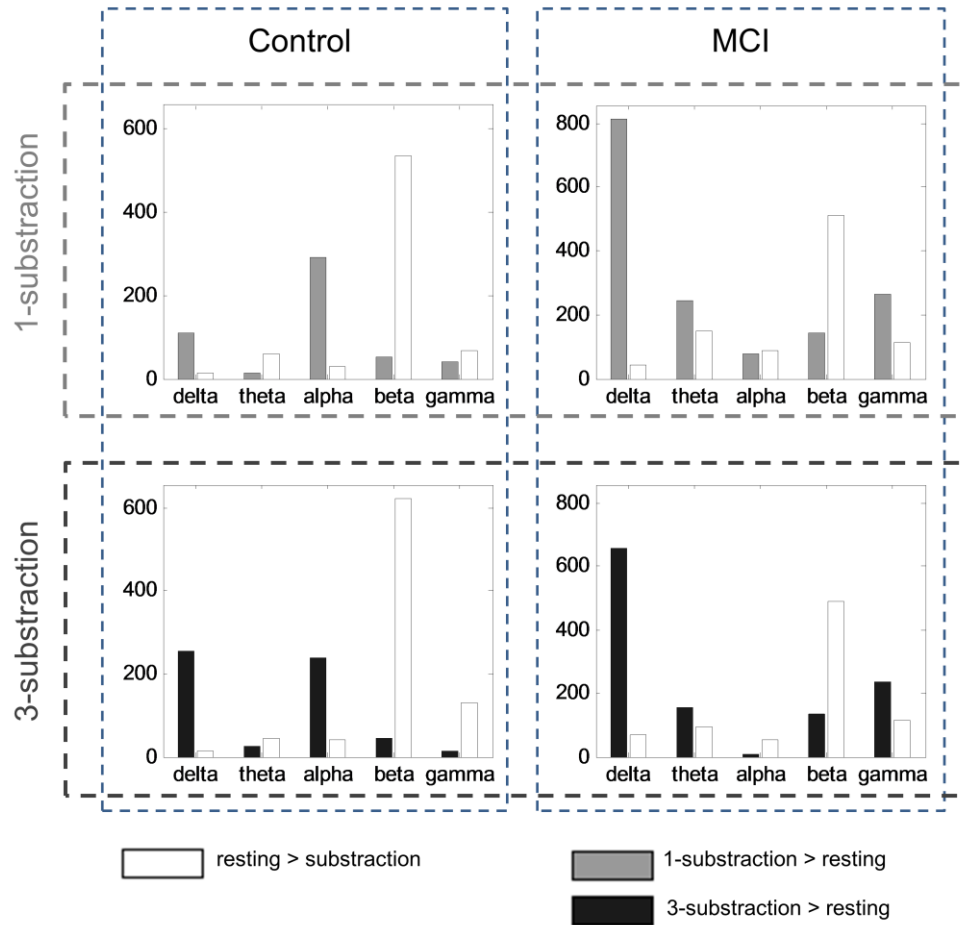 Control
MCI
1-substraction
600
400
200
0
delta theta alpha beta gamma
800
600
400
200
0
delta theta alpha beta gamma
3-substraction
600
400
200
0
delta theta alpha beta gamma
800
600
400
200
0
delta theta alpha beta gamma
resting > substraction
1-substraction > resting
3-substraction > resting